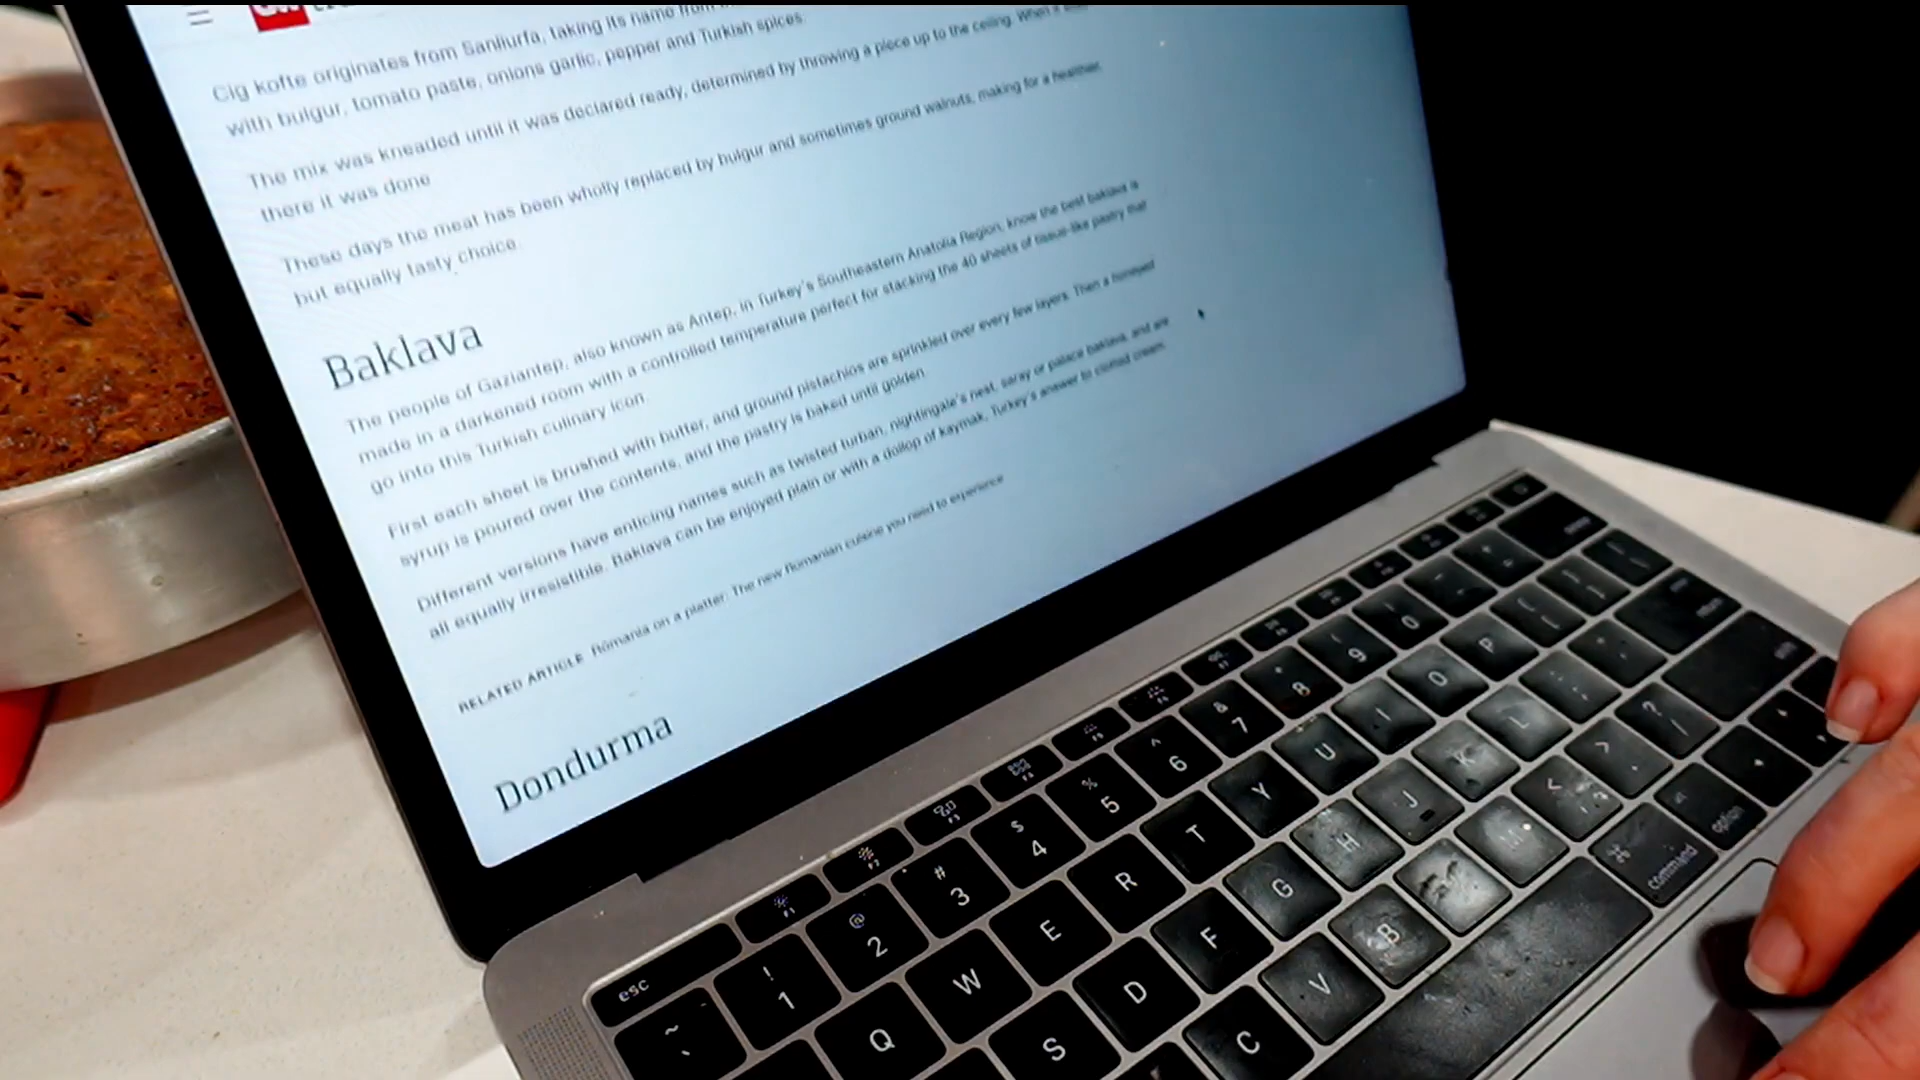 Cig kofte originates from Sanliurfa, taking its name from
with bulgur, tomato paste, onions garlic, pepper and Turkish spices.
The mix was kneaded until it was declared ready, determined by throwing a piece up to the ceiling. When it
there it was done.
These days the meat has been wholly replaced by bulgur and sometimes ground walnuts, making for a healthier,
but equally tasty choice.
Baklava
The people of Gaziantep, also known as Antep, in Turkey's Southeastern Anatolia Region, know the best baklava is
made in a darkened room with a controlled temperature perfect for stacking the 40 sheets of tissue-like pastry that
go into this Turkish culinary icon.
First each sheet is brushed with butter, and ground pistachios are sprinkled over every few layers. Then a honeyed
syrup is poured over the contents, and the pastry is baked until golden.
Different versions have enticing names such as twisted turban, nightingale's nest, saray or palace baklava, and are
all equally irresistible. Baklava can be enjoyed plain or with a dollop of kaymak, Turkey's answer to clotted cream.
RELATED ARTICLE Romania on a platter: The new Romanian cuisine you need to experience
Dondurma
esc F1 F2 F3 F4
~ ! 1 @ 2 # 3 $ 4 % 5 ^ 6 & 7 * 8 ( 9 ) 0
Q W E R T Y U I O P return
S D F G H J K L
C V B < > ?
command option